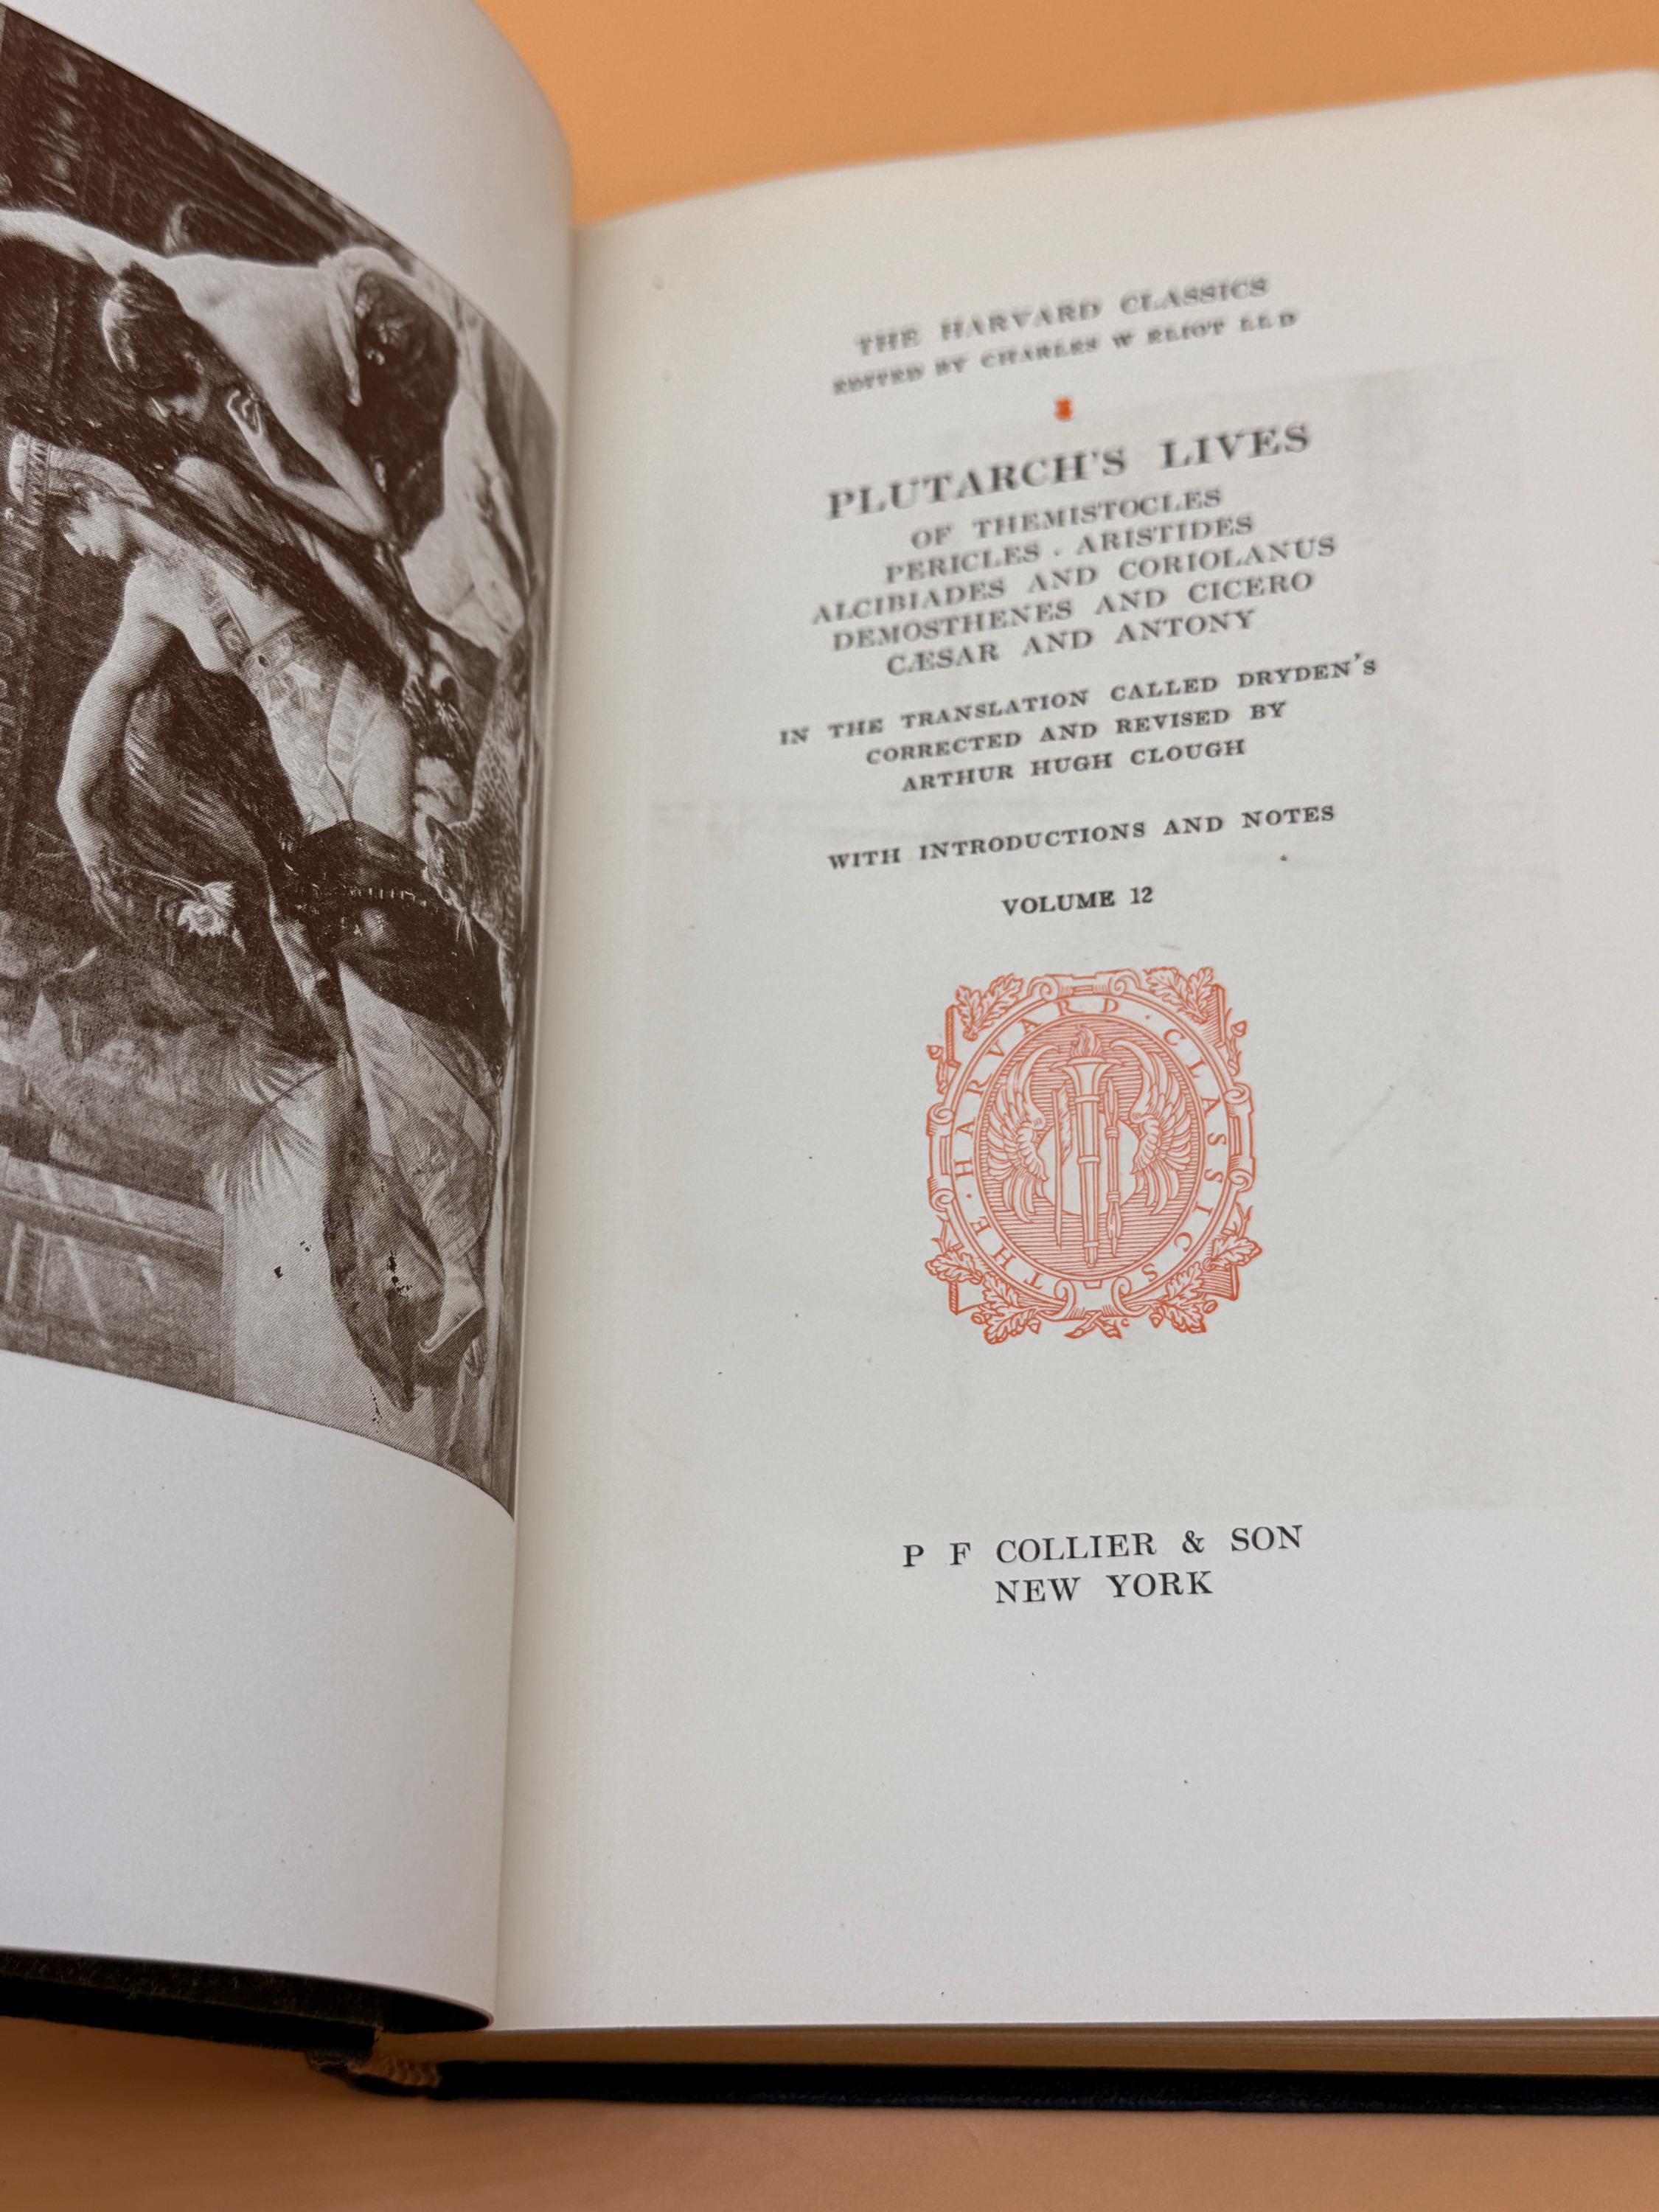 THE HARVARD CLASSICS
EDITED BY CHARLES W ELIOT LL D
PLUTARCH'S LIVES
OF THEMISTOCLES
PERICLES . ARISTIDES
ALCIBIADES AND CORIOLANUS
DEMOSTHENES AND CICERO
CÆSAR AND ANTONY
IN THE TRANSLATION CALLED DRYDEN'S
CORRECTED AND REVISED BY
ARTHUR HUGH CLOUGH
WITH INTRODUCTIONS AND NOTES
VOLUME 12
THE · HARVARD · CLASSICS
P F COLLIER & SON
NEW YORK